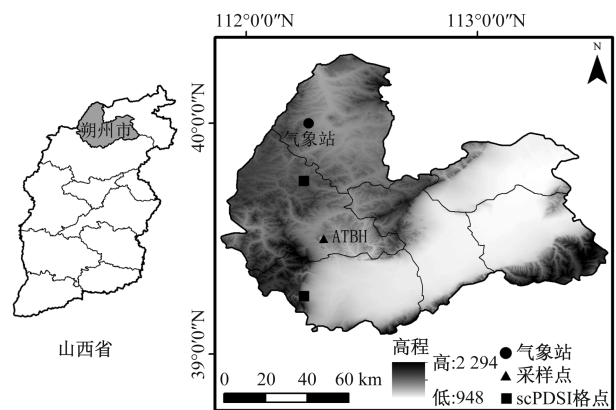 112°0′0″N
113°0′0″N
N
40°0′0″N
39°0′0″N
朔州市
山西省
气象站
ATBH
高程
高:2 294
低:948
气象站
采样点
scPDSI格点
0 20 40 60 km